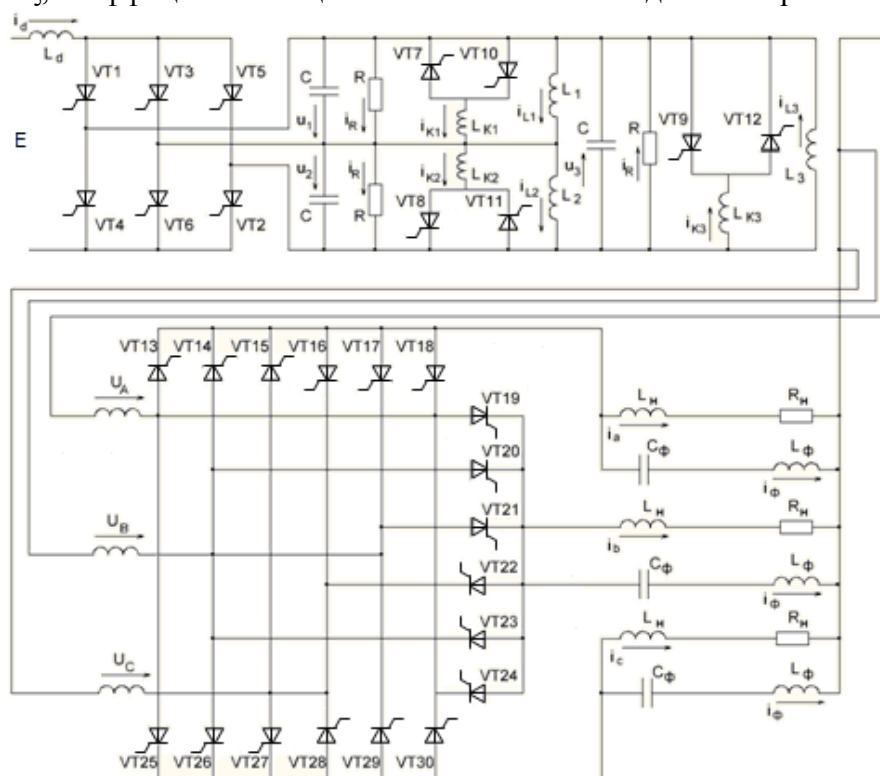 i_d
L_d
VT1 VT3 VT5
VT4 VT6 VT2
E
C R VT7 VT10
u_1 i_R i_K1 L_K1 i_L1 L_1
u_2 i_R i_K2 L_K2 i_L2 L_2
C R VT8 VT11
C R VT9 VT12 i_L3
u_3 i_R i_K3 L_K3 L_3
VT13 VT14 VT15 VT16 VT17 VT18
U_A
U_B
U_C
VT19
VT20
VT21
VT22
VT23
VT24
VT25 VT26 VT27 VT28 VT29 VT30
L_н R_н
i_a C_ф L_ф
i_ф
L_н R_н
i_b C_ф L_ф
i_ф
L_н R_н
i_c C_ф L_ф
i_ф